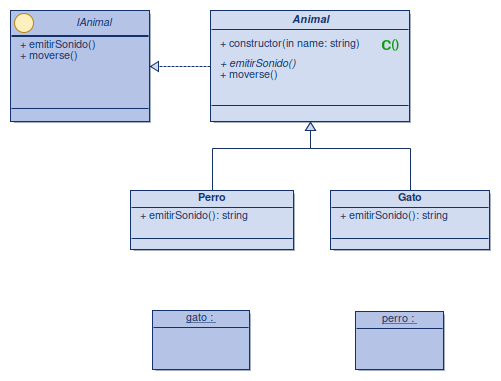 IAnimal
+ emitirSonido()
+ moverse()
Animal
+ constructor(in name: string)
C()
+ emitirSonido()
+ moverse()
Perro
+ emitirSonido(): string
Gato
+ emitirSonido(): string
gato :
perro :